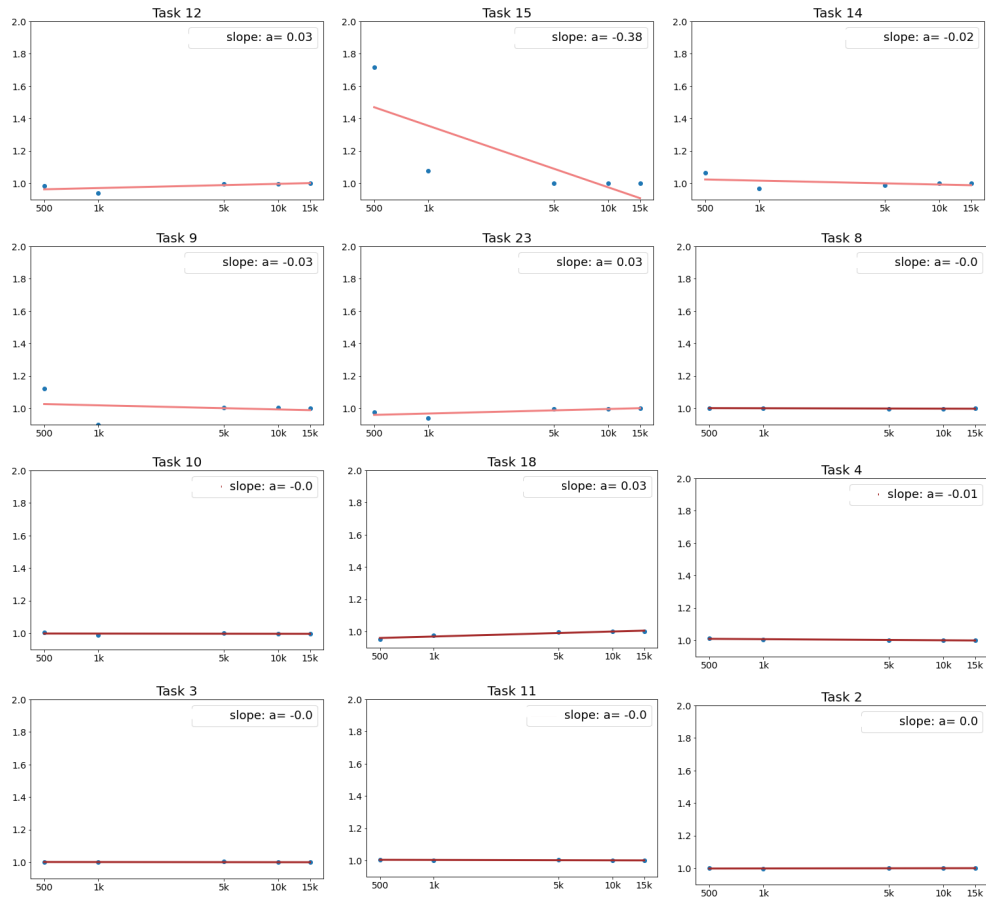 Task 12
slope: a= 0.03
2.0
1.8
1.6
1.4
1.2
1.0
500 1k 5k 10k 15k
Task 15
slope: a= -0.38
2.0
1.8
1.6
1.4
1.2
1.0
500 1k 5k 10k 15k
Task 14
slope: a= -0.02
2.0
1.8
1.6
1.4
1.2
1.0
500 1k 5k 10k 15k
Task 9
slope: a= -0.03
2.0
1.8
1.6
1.4
1.2
1.0
500 1k 5k 10k 15k
Task 23
slope: a= 0.03
2.0
1.8
1.6
1.4
1.2
1.0
500 1k 5k 10k 15k
Task 8
slope: a= -0.0
2.0
1.8
1.6
1.4
1.2
1.0
500 1k 5k 10k 15k
Task 10
slope: a= -0.0
2.0
1.8
1.6
1.4
1.2
1.0
500 1k 5k 10k 15k
Task 18
slope: a= 0.03
2.0
1.8
1.6
1.4
1.2
1.0
500 1k 5k 10k 15k
Task 4
slope: a= -0.01
2.0
1.8
1.6
1.4
1.2
1.0
500 1k 5k 10k 15k
Task 3
slope: a= -0.0
2.0
1.8
1.6
1.4
1.2
1.0
500 1k 5k 10k 15k
Task 11
slope: a= -0.0
2.0
1.8
1.6
1.4
1.2
1.0
500 1k 5k 10k 15k
Task 2
slope: a= 0.0
2.0
1.8
1.6
1.4
1.2
1.0
500 1k 5k 10k 15k